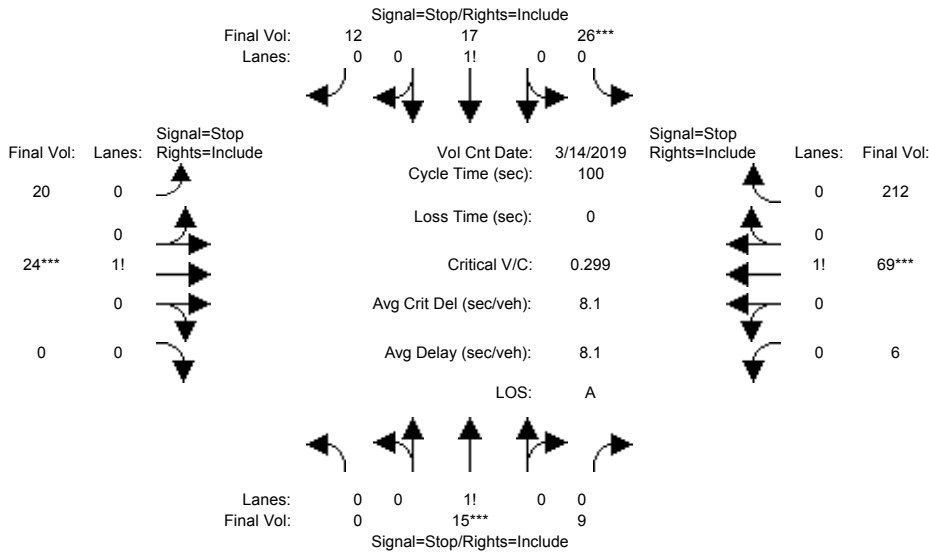 Signal=Stop/Rights=Include
Final Vol: 12 17 26***
Lanes: 0 0 1! 0 0
Signal=Stop Signal=Stop
Final Vol: Lanes: Rights=Include Vol Cnt Date: 3/14/2019 Rights=Include Lanes: Final Vol:
Cycle Time (sec): 100
20 0 0 212
Loss Time (sec): 0
0 0
24*** 1! Critical V/C: 0.299 1! 69***
0 Avg Crit Del (sec/veh): 8.1 0
0 0 Avg Delay (sec/veh): 8.1 0 6
LOS: A
Lanes: 0 0 1! 0 0
Final Vol: 0 15*** 9
Signal=Stop/Rights=Include